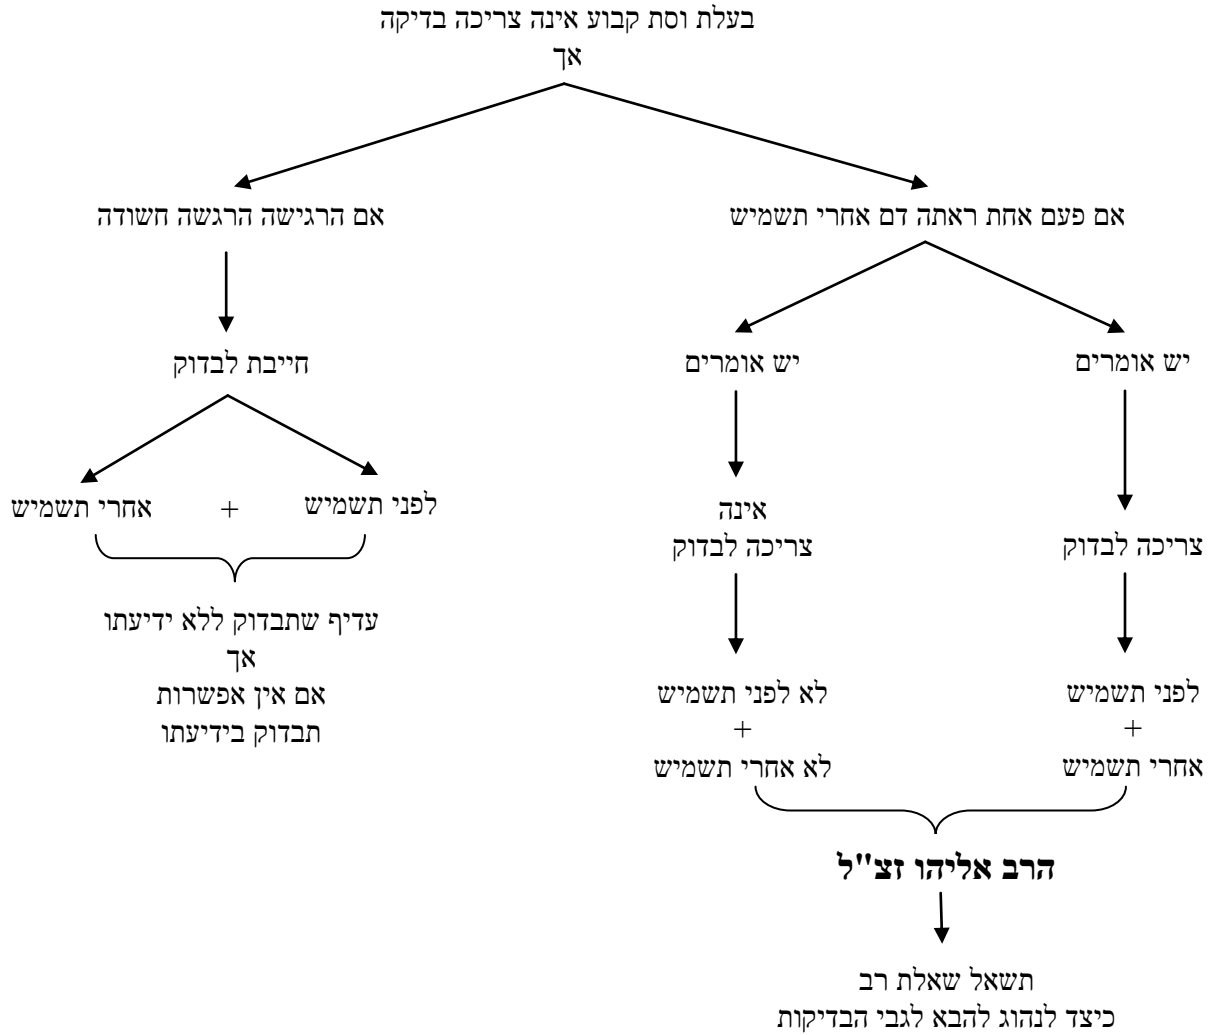 בעלת וסת קבוע אינה צריכה בדיקה
אך
אם פעם אחת ראתה דם אחרי תשמיש
אם הרגישה הרגשה חשודה
יש אומרים
יש אומרים
חייבת לבדוק
צריכה לבדוק
אינה
צריכה לבדוק
לפני תשמיש + אחרי תשמיש
לפני תשמיש
+
אחרי תשמיש
לא לפני תשמיש
+
לא אחרי תשמיש
עדיף שתבדוק ללא ידיעתו
אך
אם אין אפשרות
תבדוק בידיעתו
הרב אליהו זצ"ל
תשאל שאלת רב
כיצד לנהוג להבא לגבי הבדיקות